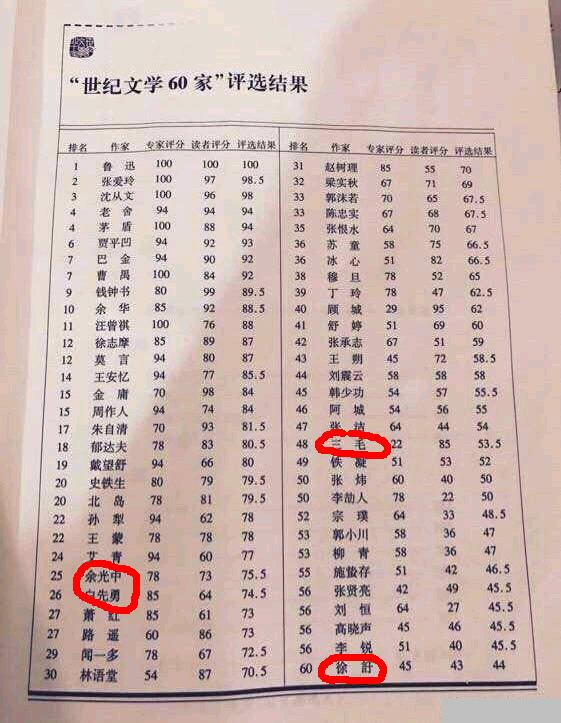 “世纪文学60家”评选结果
排名 作家 专家评分 读者评分 评选结果
1 鲁迅 100 100 100
2 张爱玲 100 97 98.5
3 沈从文 100 96 98
4 老舍 94 94 94
4 茅盾 100 88 94
6 贾平凹 94 92 93
7 巴金 94 90 92
7 曹禺 100 84 92
9 钱钟书 80 99 89.5
10 余华 85 92 88.5
11 汪曾祺 100 76 88
12 徐志摩 85 89 87
12 莫言 94 80 87
14 王安忆 94 77 85.5
15 金庸 70 98 84
15 周作人 94 74 84
17 朱自清 70 93 81.5
18 郁达夫 78 83 80.5
19 戴望舒 94 66 80
20 史铁生 80 79 79.5
20 北岛 78 81 79.5
22 孙犁 94 62 78
22 王蒙 78 78 78
24 艾青 94 60 77
25 余光中 78 73 75.5
26 白先勇 85 64 74.5
27 萧红 85 61 73
27 路遥 60 86 73
29 闻一多 78 67 72.5
30 林语堂 54 87 70.5
排名 作家 专家评分 读者评分 评选结果
31 赵树理 85 55 70
32 梁实秋 67 71 69
33 郭沫若 70 65 67.5
33 陈忠实 67 68 67.5
35 张恨水 64 70 67
36 苏童 58 75 66.5
36 冰心 51 82 66.5
38 穆旦 78 52 65
39 丁玲 78 47 62.5
40 顾城 29 95 62
41 舒婷 51 69 60
42 张承志 67 51 59
43 王朔 45 72 58.5
44 刘震云 58 58 58
45 韩少功 54 57 55.5
46 阿城 54 56 55
47 张洁 64 44 54
48 三毛 22 85 53.5
49 铁凝 51 53 52
50 张炜 60 40 50
50 李劼人 78 22 50
52 宗璞 64 33 48.5
53 郭小川 58 36 47
53 柳青 58 36 47
55 施蛰存 51 42 46.5
56 张贤亮 42 49 45.5
56 刘恒 64 27 45.5
56 高晓声 45 46 45.5
56 李锐 51 40 45.5
60 徐訏 45 43 44